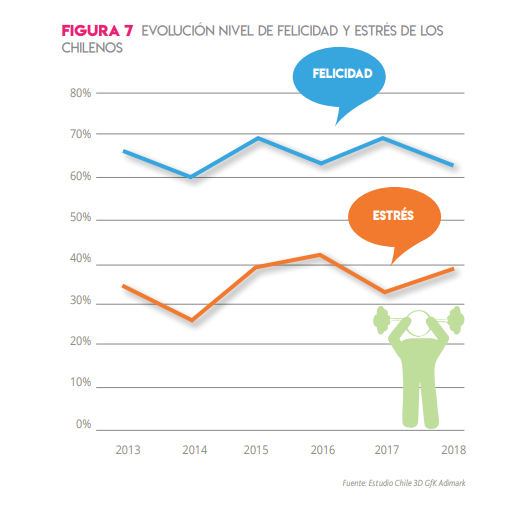 FIGURA 7 EVOLUCIÓN NIVEL DE FELICIDAD Y ESTRÉS DE LOS
CHILENOS
FELICIDAD
80%
70%
60%
50%
ESTRÉS
40%
30%
20%
10%
0%
2013 2014 2015 2016 2017 2018
Fuente: Estudio Chile 3D GfK Adimark